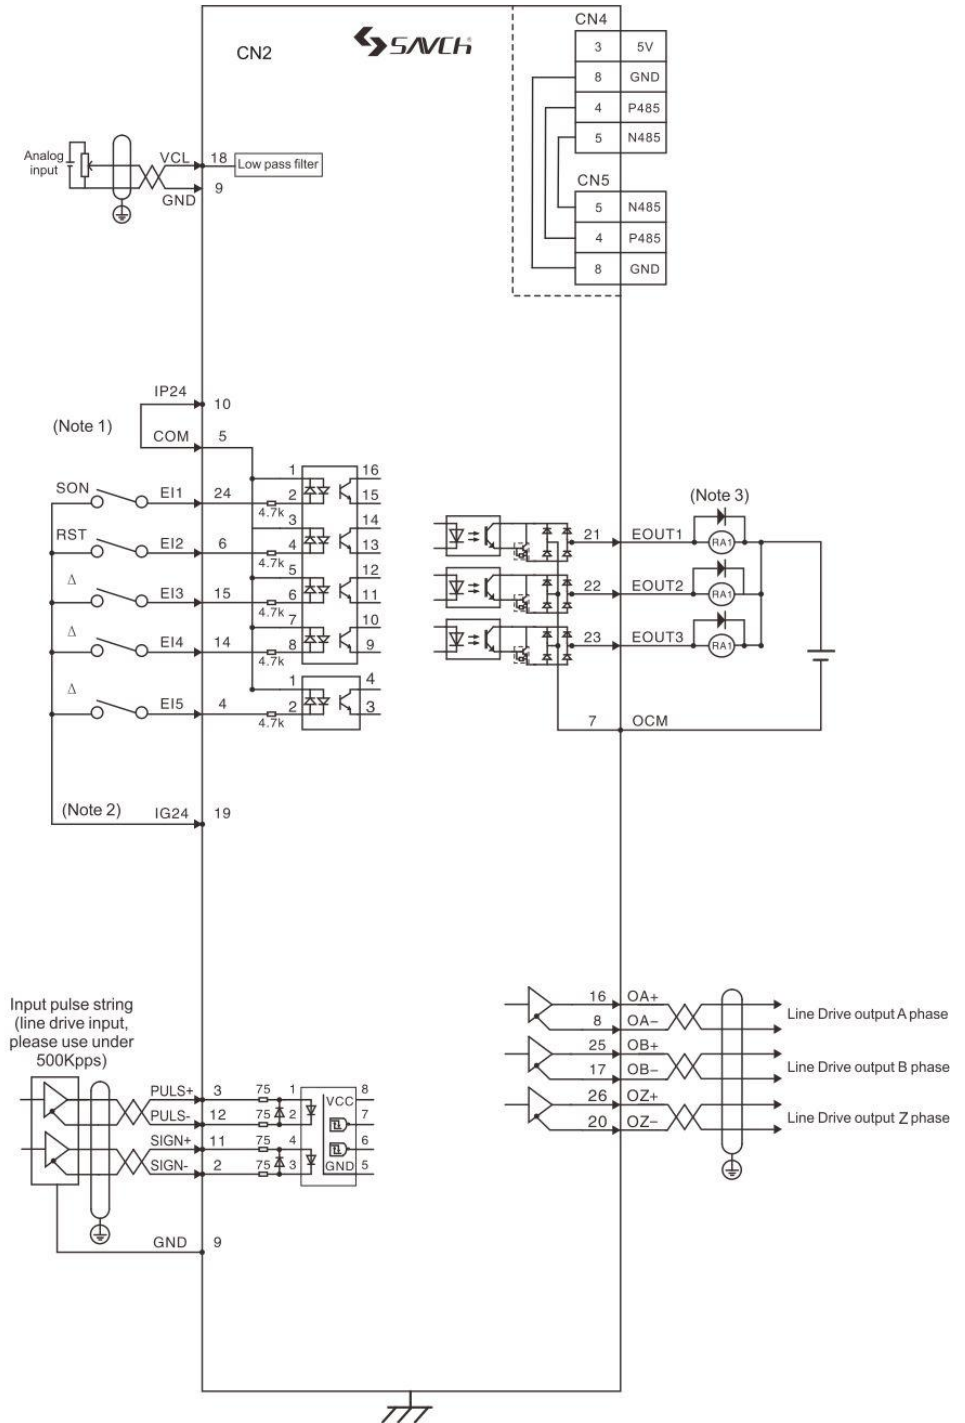 CN2
SAVCH®
CN4
3 5V
8 GND
4 P485
5 N485
CN5
5 N485
4 P485
8 GND
Analog
input
VCL 18 Low pass filter
GND 9
IP24 10
(Note 1)
COM 5
SON EI1 24 4.7k 1 2 16 15
RST EI2 6 4.7k 3 4 14 13
Δ EI3 15 4.7k 5 6 12 11
Δ EI4 14 4.7k 7 8 10 9
Δ EI5 4 4.7k 1 2 4 3
(Note 2) IG24 19
(Note 3)
21 EOUT1 RA1
22 EOUT2 RA1
23 EOUT3 RA1
7 OCM
Input pulse string
(line drive input,
please use under
500Kpps)
PULS+ 3 75 1 VCC 8
PULS- 12 75 2 7
SIGN+ 11 75 4 6
SIGN- 2 75 3 GND 5
GND 9
16 OA+
8 OA−
Line Drive output A phase
25 OB+
17 OB−
Line Drive output B phase
26 OZ+
20 OZ−
Line Drive output Z phase